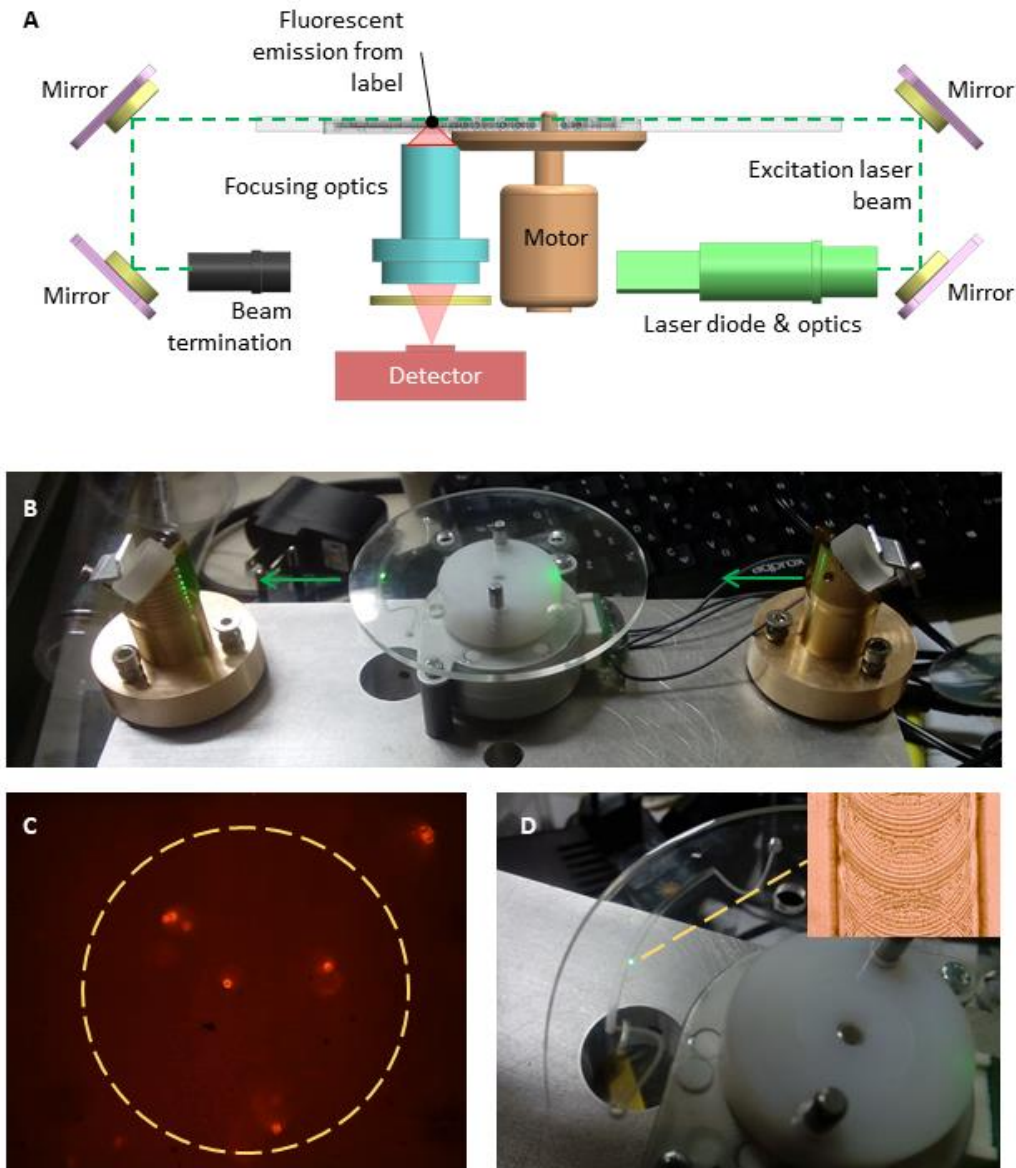 A
Fluorescent
emission from
label
Mirror
Mirror
Focusing optics
Excitation laser
beam
Motor
Mirror
Beam
termination
Laser diode & optics
Mirror
Detector
B
C
D